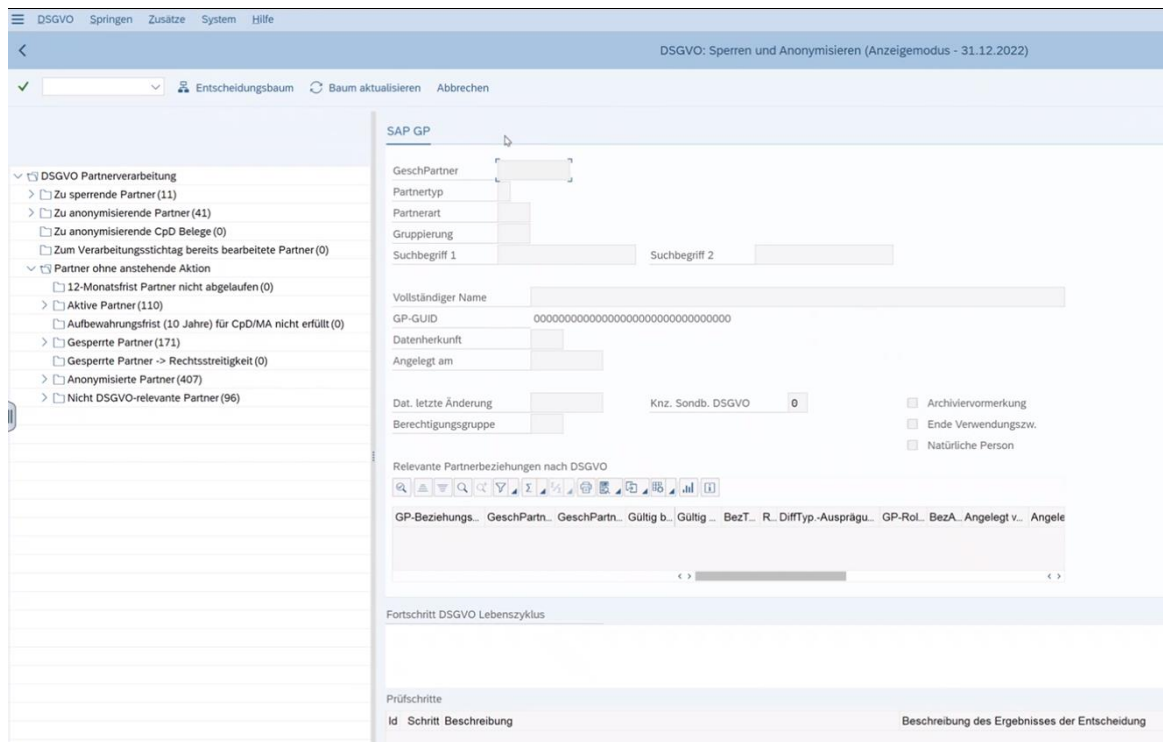 DSGVO Springen Zusätze System Hilfe
DSGVO: Sperren und Anonymisieren (Anzeigemodus - 31.12.2022)
Entscheidungsbaum Baum aktualisieren Abbrechen
SAP GP
DSGVO Partnerverarbeitung
Zu sperrende Partner (11)
Zu anonymisierende Partner (41)
Zu anonymisierende CpD Belege (0)
Zum Verarbeitungsstichtag bereits bearbeitete Partner (0)
Partner ohne anstehende Aktion
12-Monatsfrist Partner nicht abgelaufen (0)
Aktive Partner (110)
Aufbewahrungsfrist (10 Jahre) für CpD/MA nicht erfüllt (0)
Gesperrte Partner (171)
Gesperrte Partner -> Rechtsstreitigkeit (0)
Anonymisierte Partner (407)
Nicht DSGVO-relevante Partner (96)
GeschPartner
Partnertyp
Partnerart
Gruppierung
Suchbegriff 1 Suchbegriff 2
Vollständiger Name
GP-GUID 00000000000000000000000000000000
Datenherkunft
Angelegt am
Dat. letzte Änderung Knz. Sondb. DSGVO 0 Archiviervormerkung
Berechtigungsgruppe Ende Verwendungszw.
Natürliche Person
Relevante Partnerbeziehungen nach DSGVO
GP-Beziehungs... GeschPartn... GeschPartn... Gültig b... Gültig ... BezT... R... DiffTyp.-Ausprägu... GP-Rol... BezA... Angelegt v... Angele
Fortschritt DSGVO Lebenszyklus
Prüfschritte
Id Schritt Beschreibung Beschreibung des Ergebnisses der Entscheidung